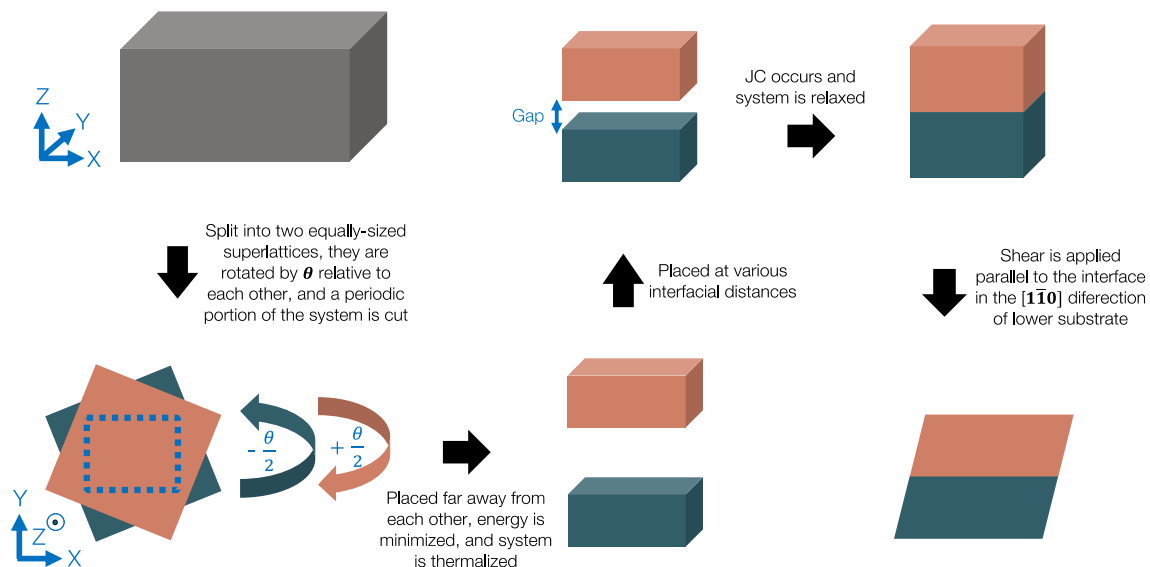 Z
Y
X
Split into two equally-sized
superlattices, they are
rotated by θ relative to
each other, and a periodic
portion of the system is cut
Y
Z
X
- θ/2
+ θ/2
Placed far away from
each other, energy is
minimized, and system
is thermalized
Placed at various
interfacial distances
Gap
JC occurs and
system is relaxed
Shear is applied
parallel to the interface
in the [11̅0] diferection
of lower substrate